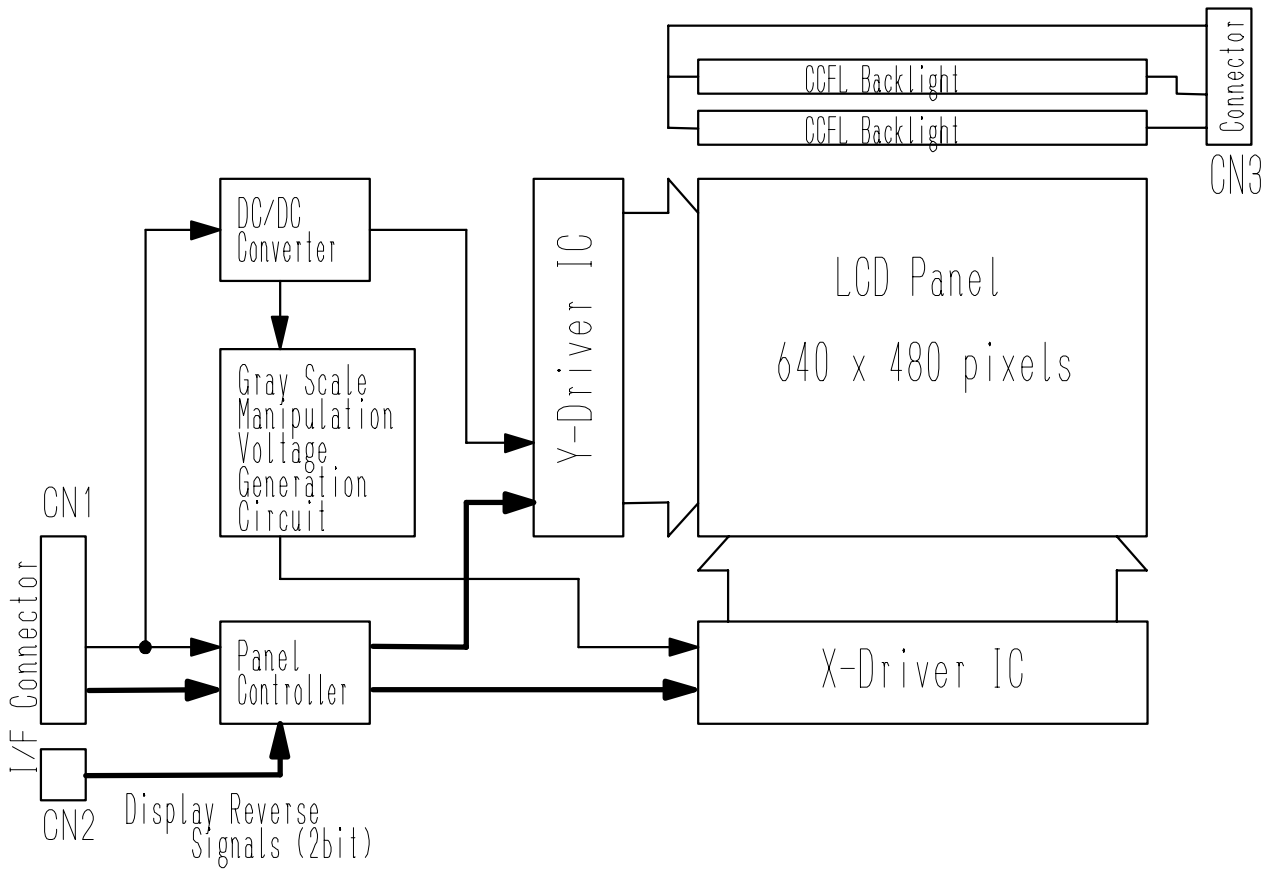 CCFL Backlight
CCFL Backlight
Connector
CN3
DC/DC
Converter
Y-Driver IC
LCD Panel
640 x 480 pixels
Gray Scale
Manipulation
Voltage
Generation
Circuit
CN1
I/F Connector
Panel
Controller
X-Driver IC
CN2
Display Reverse
Signals (2bit)